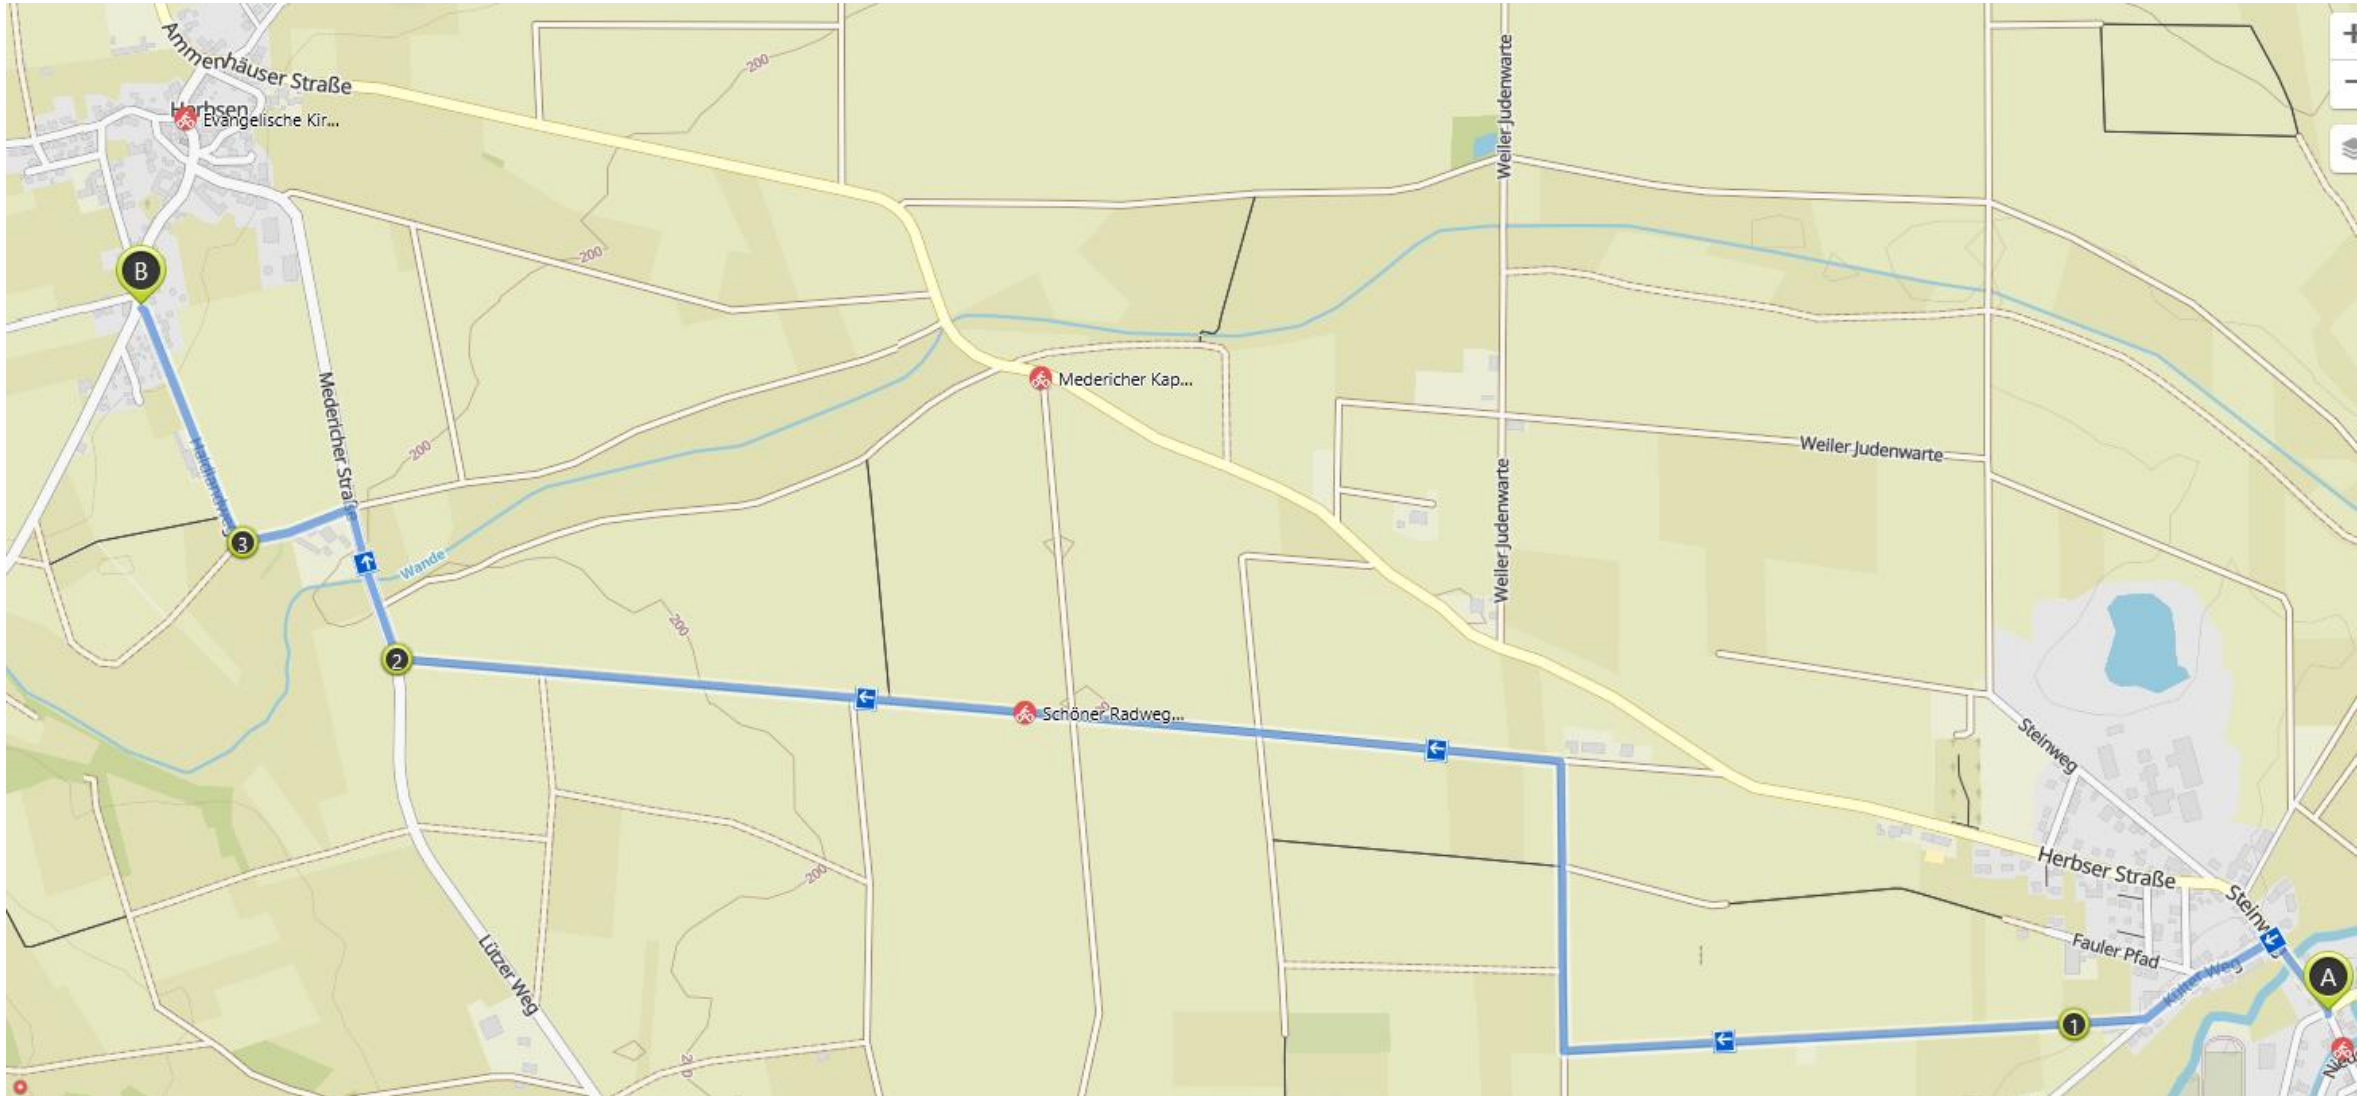 Ammenhäuser Straße
200
Herbsen
Evangelische Kir...
Weiler Judenwarte
B
200
Medericher Kap...
Medericher Straße
200
Haidlandweg
Weiler Judenwarte
Weiler Judenwarte
3
Wande
200
2
Schöner Radweg...
Steinweg
200
Herbser Straße
Steinweg
Lützer Weg
Fauler Pfad
Külter Weg
A
1